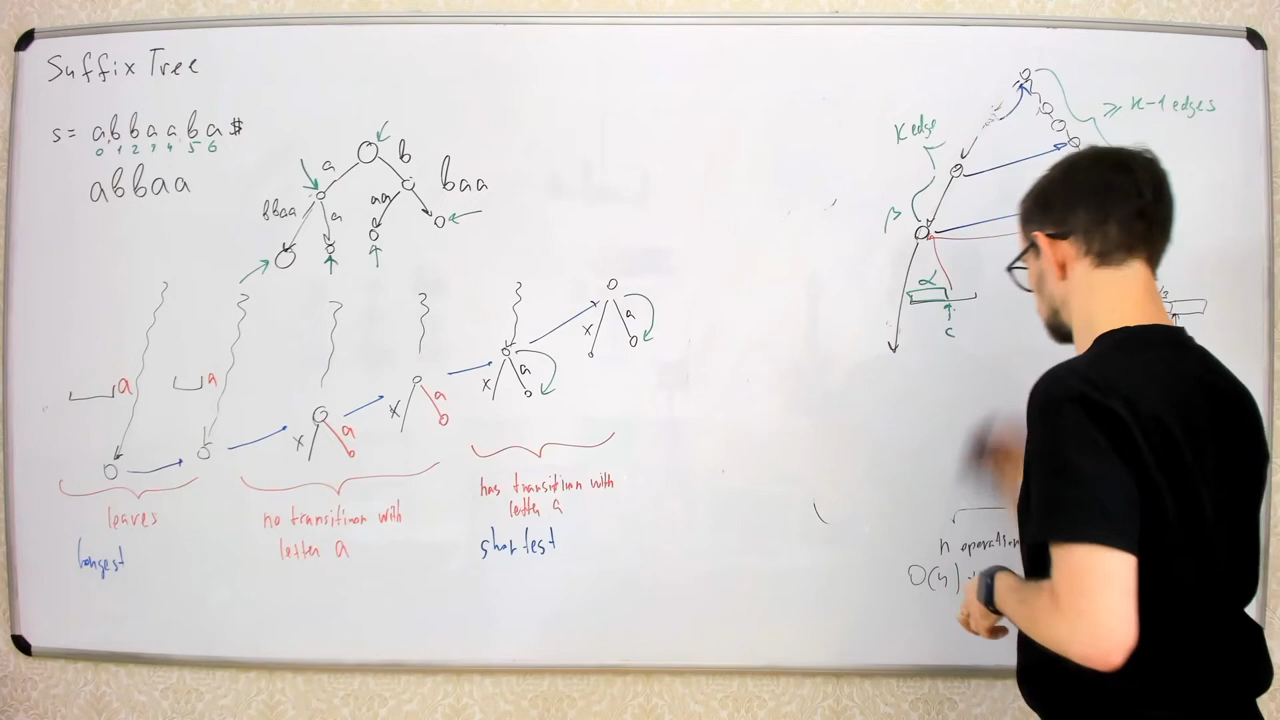 Suffix Tree
s = abbaaba$
0 1 2 3 4 5 6
abbaa
a
b
bbaa
a
aa
baa
a
a
x
a
x
a
x
a
x
a
leaves
longest
no transition with
letter a
has transition with
letter a
shortest
K edge
≥ K-1 edges
β
α
c
n operation
O(n)